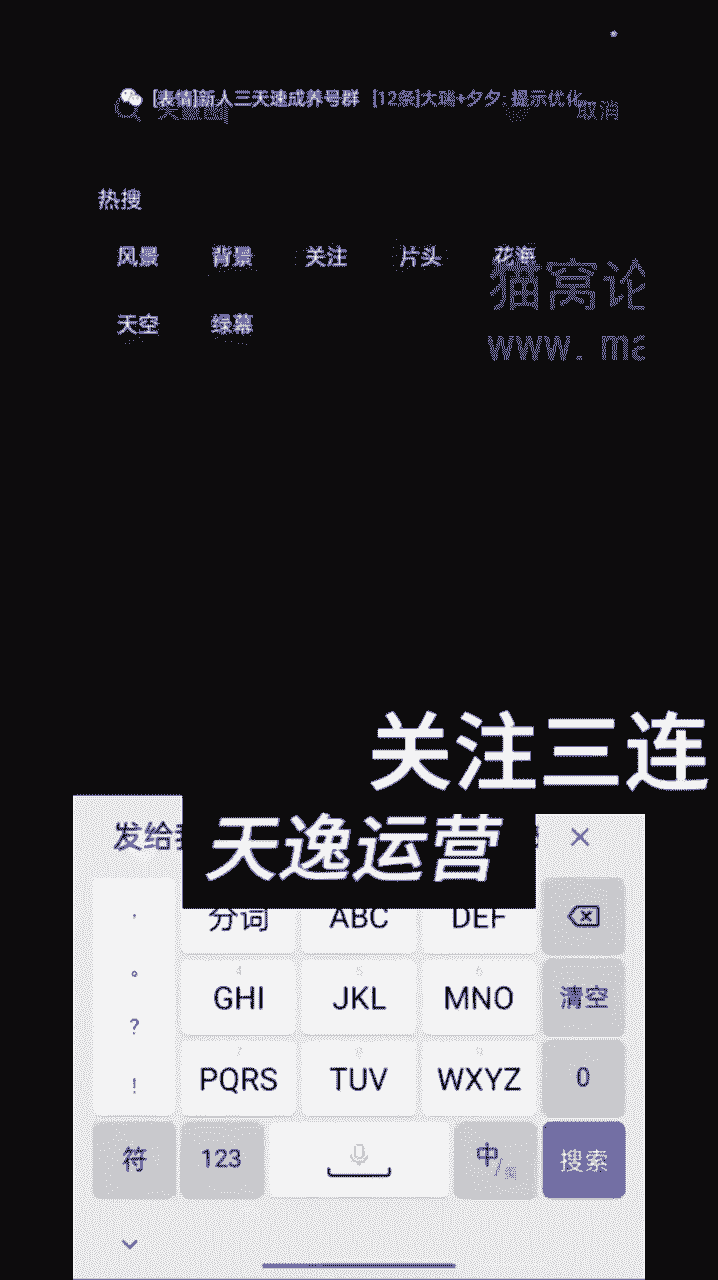 [表情]新人三天速成养号群 [12条]大瑞+夕夕: 提示优化
取消
热搜
风景 背景 关注 片头 花海
天空 绿幕
猫窝论
www. ma
关注三连
天逸运营
发给
分词 ABC DEF
，
。
?
!
4 5 6
GHI JKL MNO 清空
7 8 9
PQRS TUV WXYZ 0
符 123 中/英 搜索